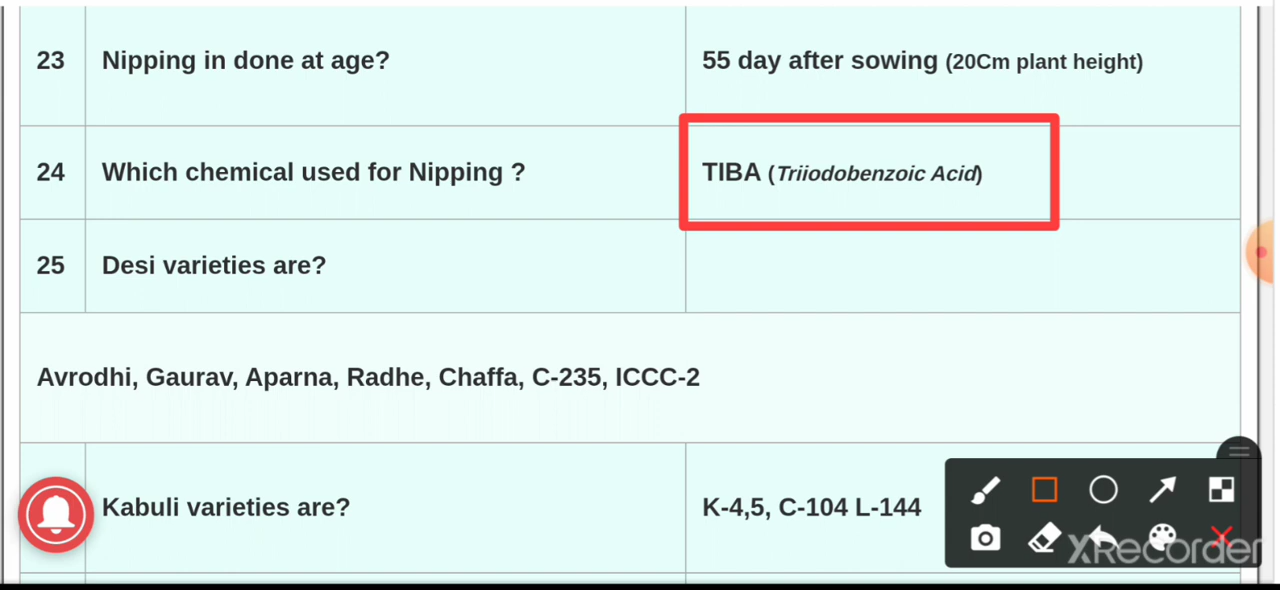 23 Nipping in done at age? 55 day after sowing (20Cm plant height)
24 Which chemical used for Nipping ? TIBA (Triiodobenzoic Acid)
25 Desi varieties are?
Avrodhi, Gaurav, Aparna, Radhe, Chaffa, C-235, ICCC-2
Kabuli varieties are? K-4,5, C-104 L-144
XRecorder